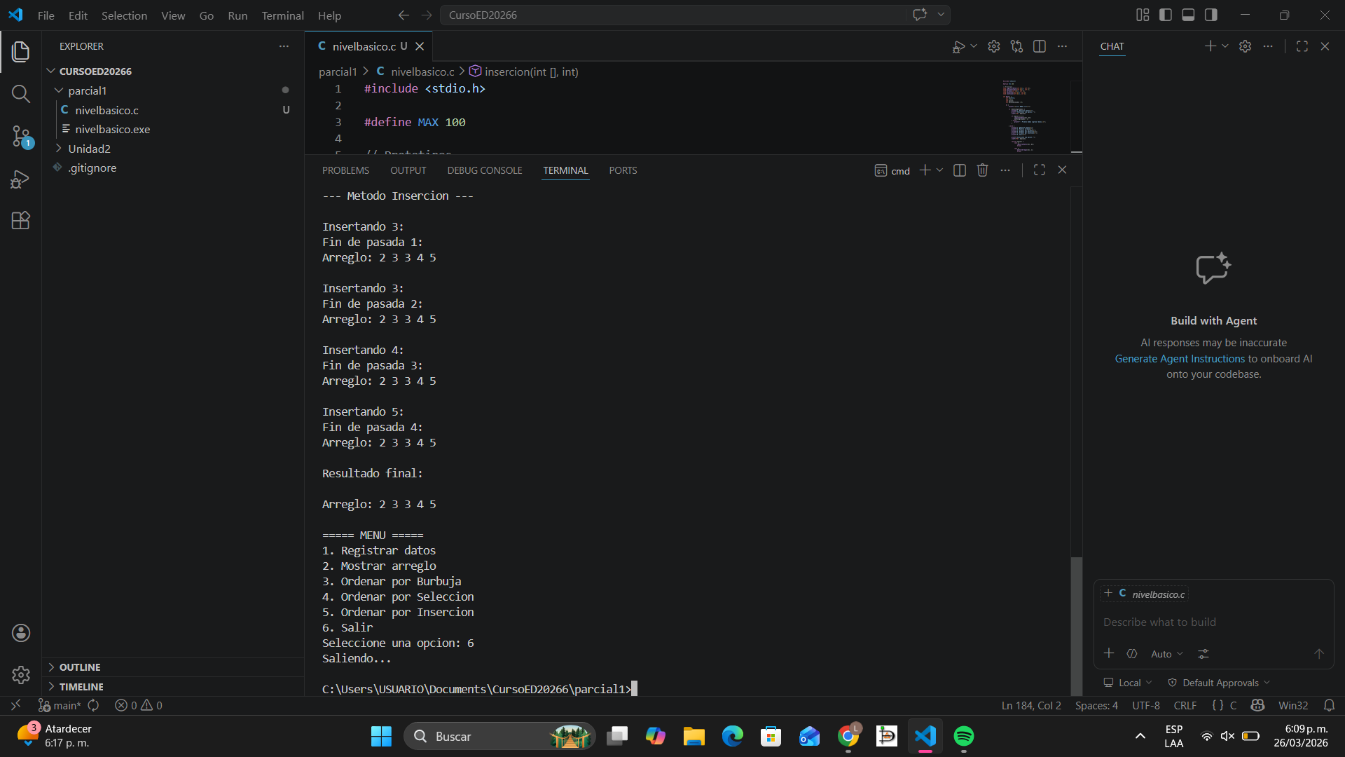 File Edit Selection View Go Run Terminal Help
CursoED20266
EXPLORER
CURSOED20266
parcial1
C nivelbasico.c U
nivelbasico.exe
Unidad2
.gitignore
OUTLINE
TIMELINE
1
C nivelbasico.c U
parcial1 > C nivelbasico.c > insercion(int [], int)
1 #include <stdio.h>
2
3 #define MAX 100
4
PROBLEMS OUTPUT DEBUG CONSOLE TERMINAL PORTS
cmd
--- Metodo Insercion ---
Insertando 3:
Fin de pasada 1:
Arreglo: 2 3 3 4 5
Insertando 3:
Fin de pasada 2:
Arreglo: 2 3 3 4 5
Insertando 4:
Fin de pasada 3:
Arreglo: 2 3 3 4 5
Insertando 5:
Fin de pasada 4:
Arreglo: 2 3 3 4 5
Resultado final:
Arreglo: 2 3 3 4 5
===== MENU =====
1. Registrar datos
2. Mostrar arreglo
3. Ordenar por Burbuja
4. Ordenar por Seleccion
5. Ordenar por Insercion
6. Salir
Seleccione una opcion: 6
Saliendo...
C:\Users\USUARIO\Documents\CursoED20266\parcial1>
CHAT
Build with Agent
AI responses may be inaccurate
Generate Agent Instructions to onboard AI
onto your codebase.
C nivelbasico.c
Describe what to build
Auto
Local Default Approvals
main* 0 0 Ln 184, Col 2 Spaces: 4 UTF-8 CRLF { } C Win32
3
Atardecer
6:17 p. m.
Buscar
L
ESP
LAA
6:09 p. m.
26/03/2026